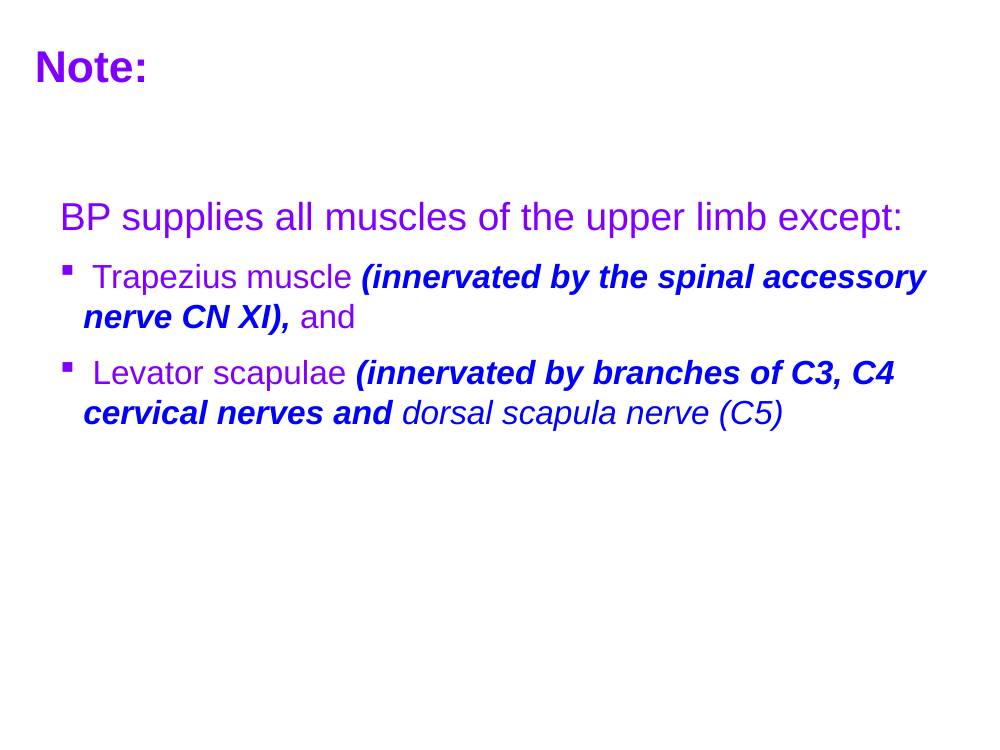 Note:
BP supplies all muscles of the upper limb except:
▪ Trapezius muscle (innervated by the spinal accessory
nerve CN XI), and
▪ Levator scapulae (innervated by branches of C3, C4
cervical nerves and dorsal scapula nerve (C5)